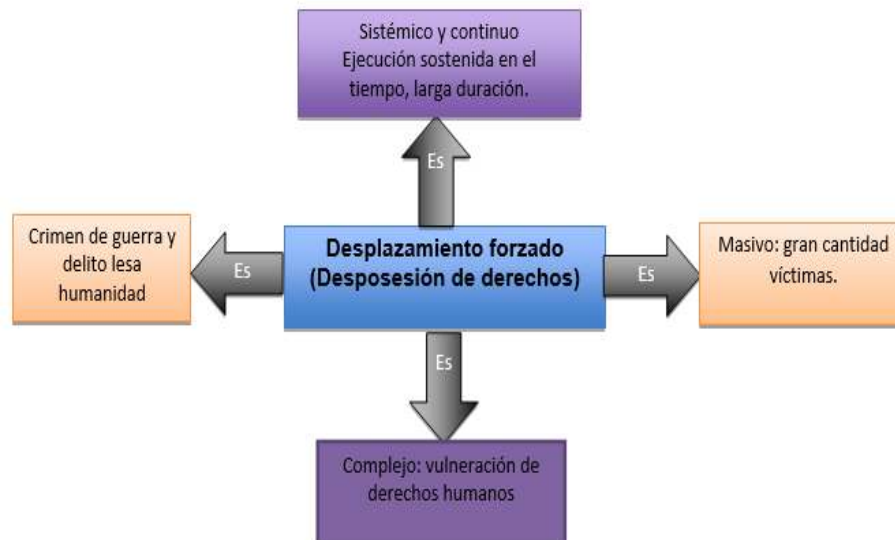 Sistémico y continuo
Ejecución sostenida en el
tiempo, larga duración.
Es
Crimen de guerra y
delito lesa
humanidad
Es
Desplazamiento forzado
(Desposesión de derechos)
Es
Masivo: gran cantidad
víctimas.
Es
Complejo: vulneración de
derechos humanos